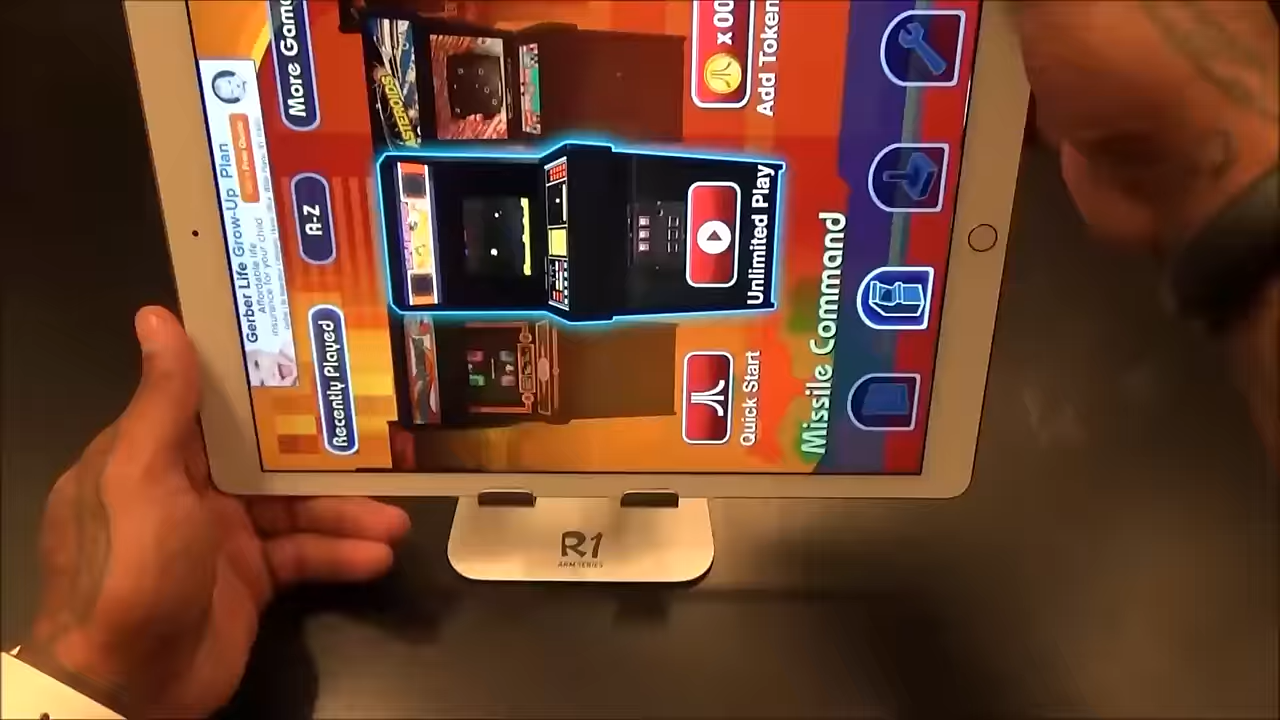 Gerber Life Grow-Up Plan
Affordable life
insurance for your child
Recently Played
A-Z
More Gam
ASTEROIDS
Quick Start
Unlimited Play
x 00
Add Token
Missile Command
R1
ARM SERIES